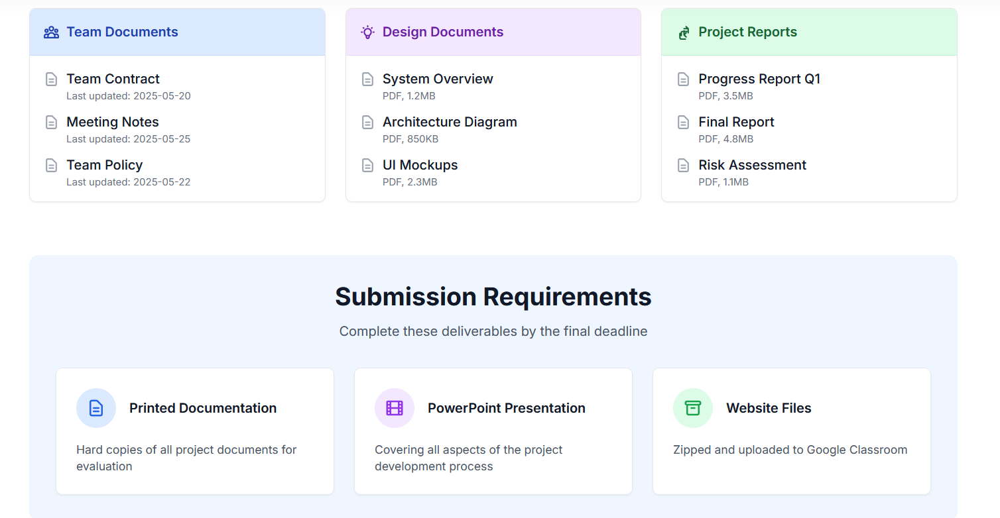 Team Documents
Team Contract
Last updated: 2025-05-20
Meeting Notes
Last updated: 2025-05-25
Team Policy
Last updated: 2025-05-22
Design Documents
System Overview
PDF, 1.2MB
Architecture Diagram
PDF, 850KB
UI Mockups
PDF, 2.3MB
Project Reports
Progress Report Q1
PDF, 3.5MB
Final Report
PDF, 4.8MB
Risk Assessment
PDF, 1.1MB
Submission Requirements
Complete these deliverables by the final deadline
Printed Documentation
Hard copies of all project documents for
evaluation
PowerPoint Presentation
Covering all aspects of the project
development process
Website Files
Zipped and uploaded to Google Classroom